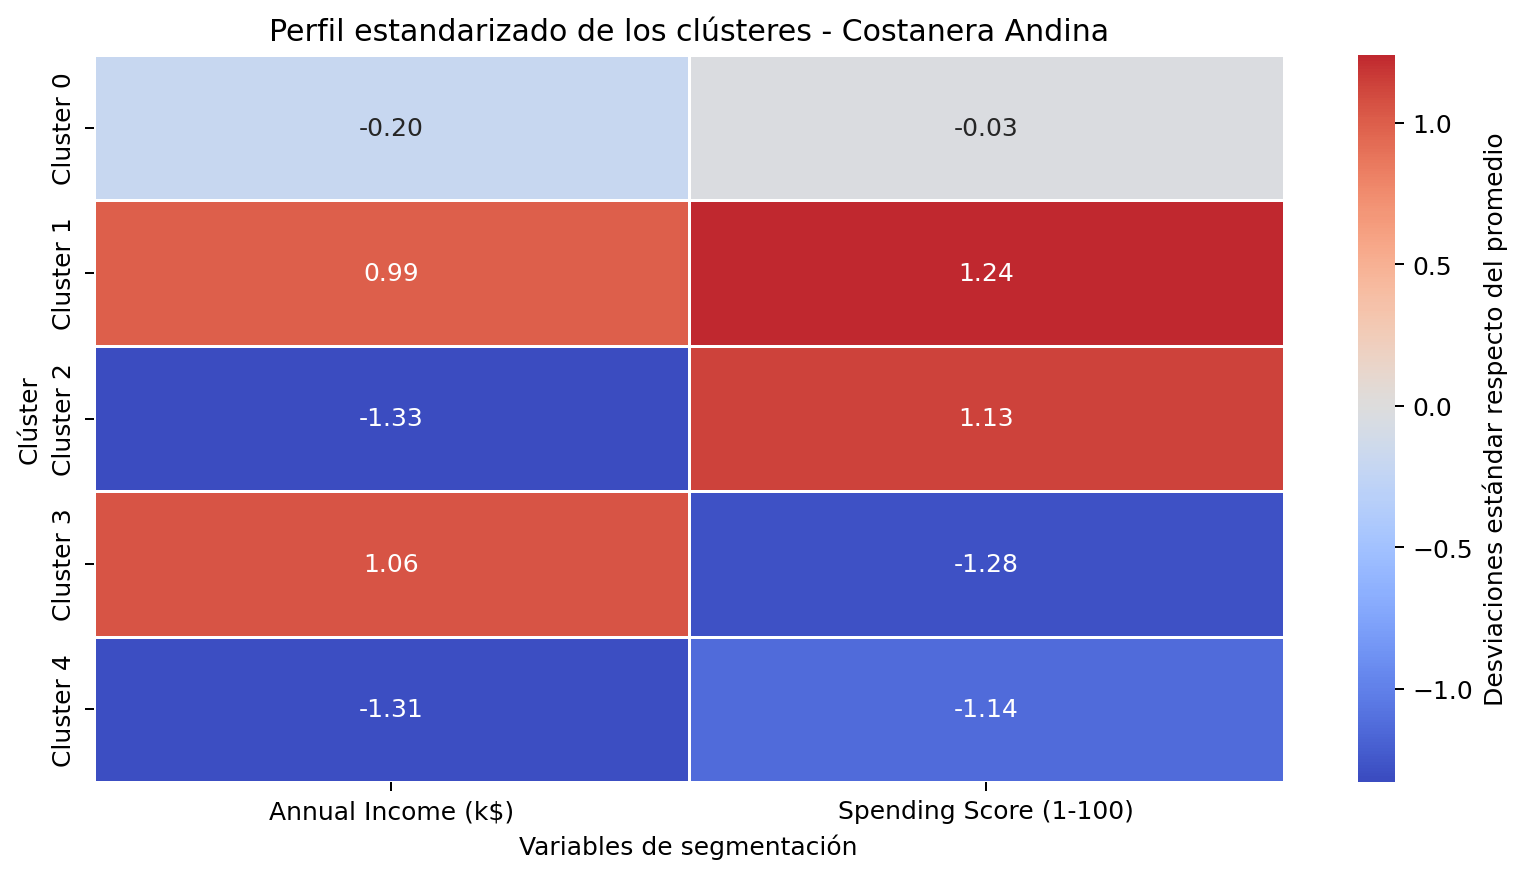 Perfil estandarizado de los clústeres - Costanera Andina
Clúster
Cluster 0
-0.20
-0.03
Cluster 1
0.99
1.24
Cluster 2
-1.33
1.13
Cluster 3
1.06
-1.28
Cluster 4
-1.31
-1.14
Annual Income (k$)
Spending Score (1-100)
Variables de segmentación
1.0
0.5
0.0
−0.5
−1.0
Desviaciones estándar respecto del promedio